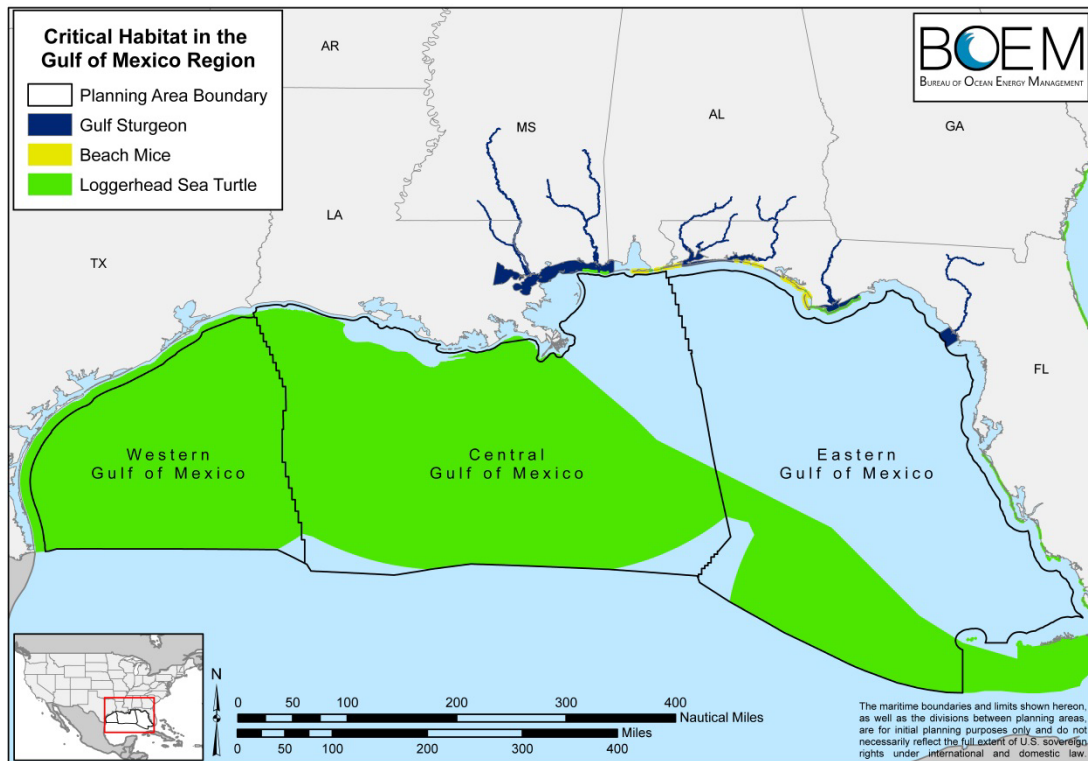 Critical Habitat in the
Gulf of Mexico Region
Planning Area Boundary
Gulf Sturgeon
Beach Mice
Loggerhead Sea Turtle
BOEM
BUREAU OF OCEAN ENERGY MANAGEMENT
AR
MS
AL
GA
LA
TX
FL
Western
Gulf of Mexico
Central
Gulf of Mexico
Eastern
Gulf of Mexico
N
0 50 100 200 300 400
Nautical Miles
Miles
0 50 100 200 300 400
The maritime boundaries and limits shown hereon,
as well as the divisions between planning areas,
are for initial planning purposes only and do not
necessarily reflect the full extent of U.S. sovereign
rights under international and domestic law.